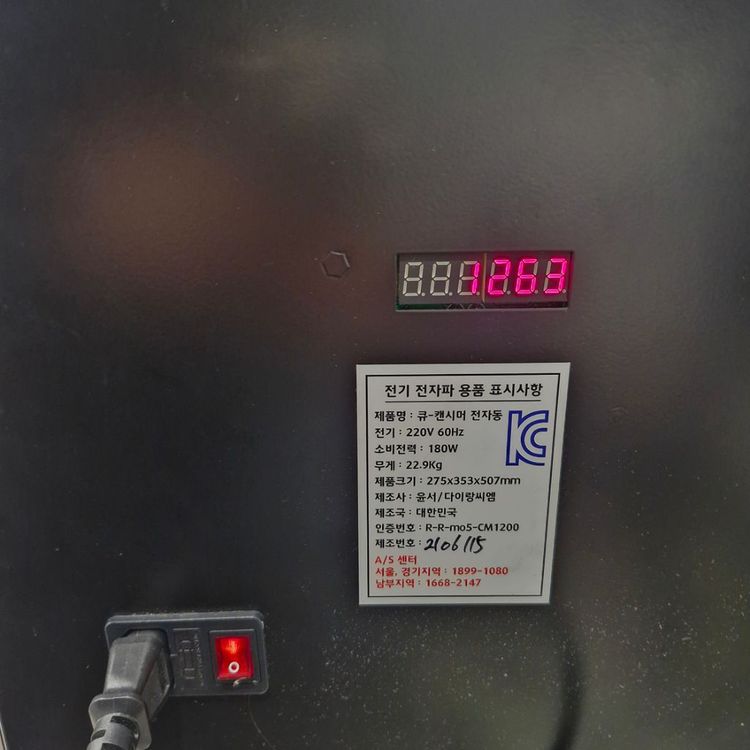 1263
전기 전자파 용품 표시사항
제품명 : 큐-캔시머 전자동
전기 : 220V 60Hz
소비전력 : 180W
무게 : 22.9Kg
제품크기 : 275x353x507mm
제조사 : 윤서/다이랑씨엠
제조국 : 대한민국
인증번호 : R-R-mo5-CM1200
제조번호 : 2106115
A/S 센터
서울, 경기지역 : 1899-1080
남부지역 : 1668-2147